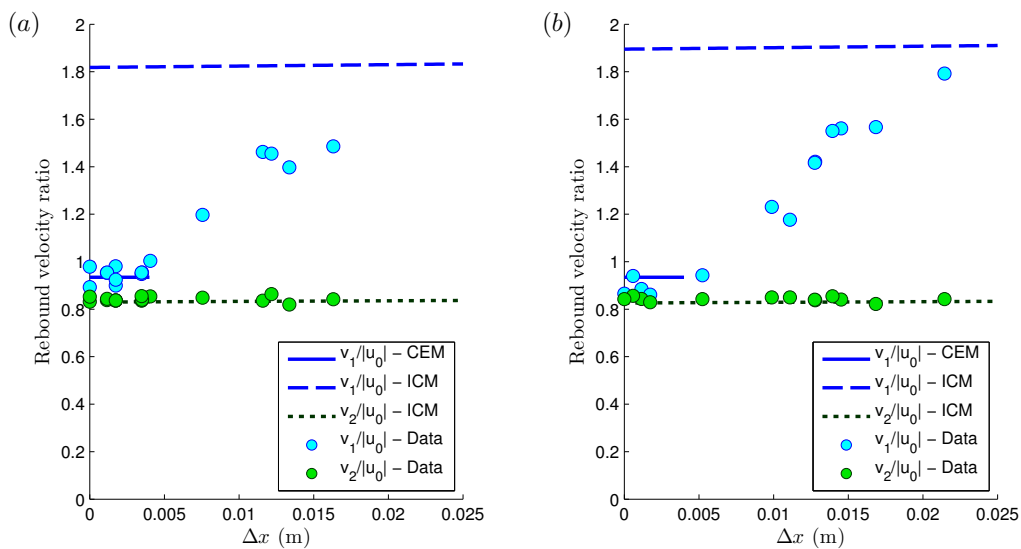 (a)
Rebound velocity ratio
2
1.8
1.6
1.4
1.2
1
0.8
0.6
0.4
0.2
0
0
0.005
0.01
0.015
0.02
0.025
Δx (m)
v1/|u0| – CEM
v1/|u0| – ICM
v2/|u0| – ICM
v1/|u0| – Data
v2/|u0| – Data
(b)
Rebound velocity ratio
2
1.8
1.6
1.4
1.2
1
0.8
0.6
0.4
0.2
0
0
0.005
0.01
0.015
0.02
0.025
Δx (m)
v1/|u0| – CEM
v1/|u0| – ICM
v2/|u0| – ICM
v1/|u0| – Data
v2/|u0| – Data